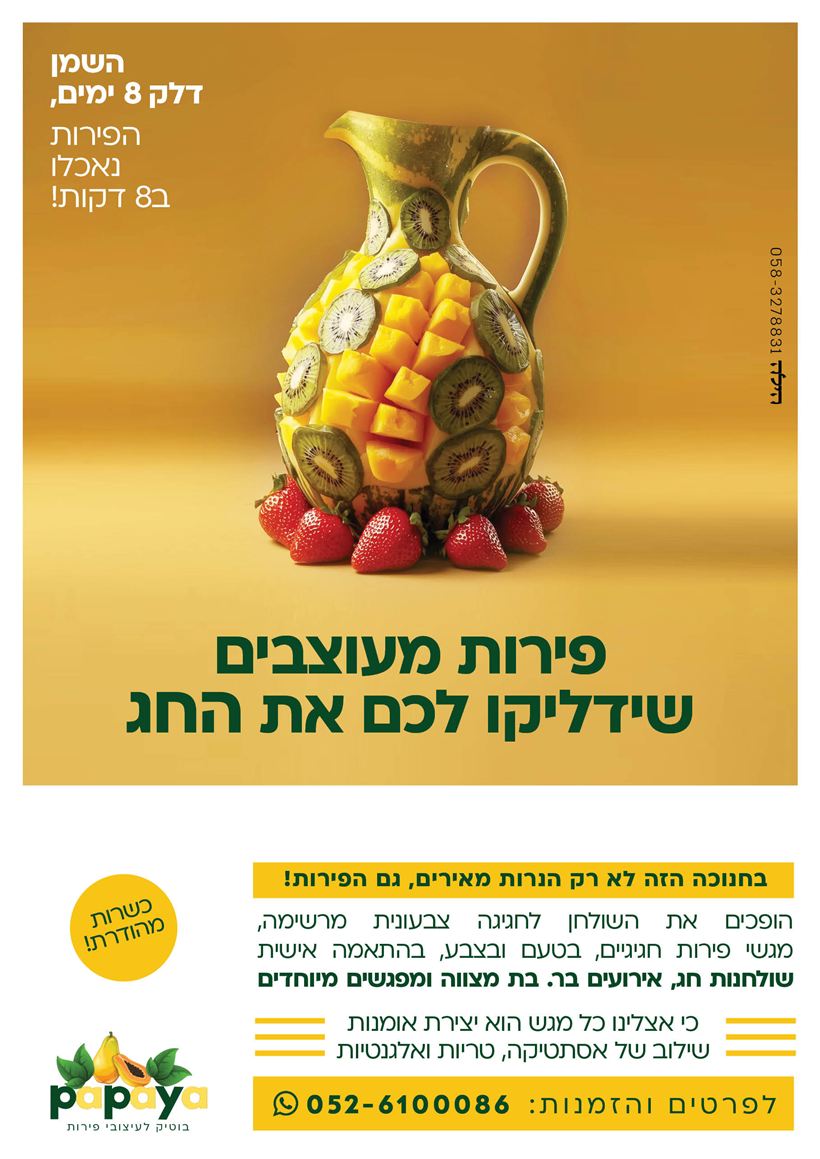 השמן
דלק 8 ימים,
הפירות
נאכלו
ב8 דקות!
058-3278831 הילה
פירות מעוצבים
שידליקו לכם את החג
בחנוכה הזה לא רק הנרות מאירים, גם הפירות!
הופכים את השולחן לחגיגה צבעונית מרשימה,
מגשי פירות חגיגיים, בטעם ובצבע, בהתאמה אישית
שולחנות חג, אירועים בר. בת מצווה ומפגשים מיוחדים
כי אצלינו כל מגש הוא יצירת אומנות
שילוב של אסתטיקה, טריות ואלגנטיות
לפרטים והזמנות: 052-6100086
כשרות
מהודרת!
papaya
בוטיק לעיצובי פירות